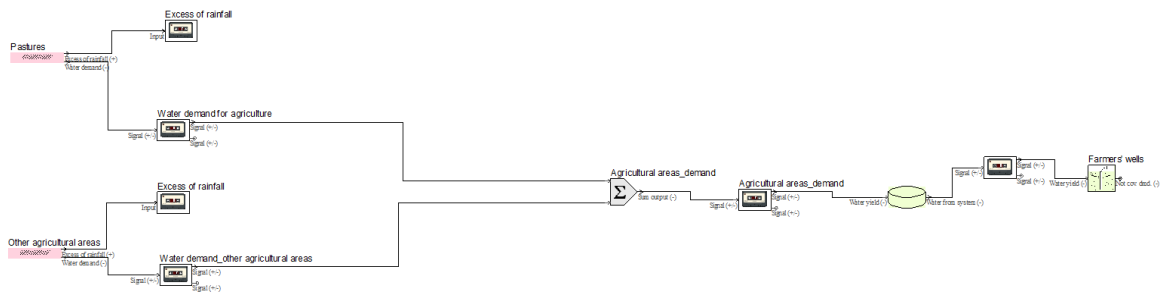 Excess of rainfall
Input
Pastures
Excess of rainfall (+)
Water demand (-)
Water demand for agriculture
Signal (+/-)
Signal (+/-)
Signal (+/-)
Excess of rainfall
Input
Other agricultural areas
Excess of rainfall (+)
Water demand (-)
Water demand_other agricultural areas
Signal (+/-)
Signal (+/-)
Signal (+/-)
Agricultural areas_demand
Σ
Sum output (-)
Agricultural areas_demand
Signal (+/-)
Signal (+/-)
Signal (+/-)
Water yield (-)
Water from system (-)
Signal (+/-)
Signal (+/-)
Signal (+/-)
Farmers' wells
Water yield (-)
Not cov. dmd. (-)